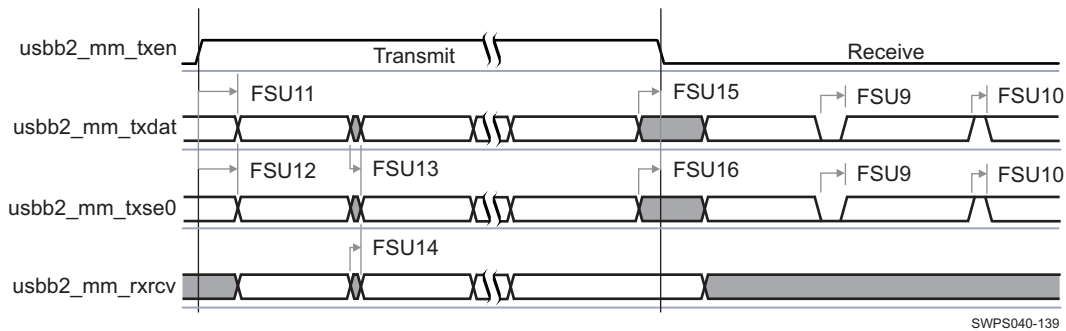 usbb2_mm_txen
Transmit
Receive
FSU11
FSU15
FSU9
FSU10
usbb2_mm_txdat
FSU12
FSU13
FSU16
FSU9
FSU10
usbb2_mm_txse0
FSU14
usbb2_mm_rxrcv
SWPS040-139